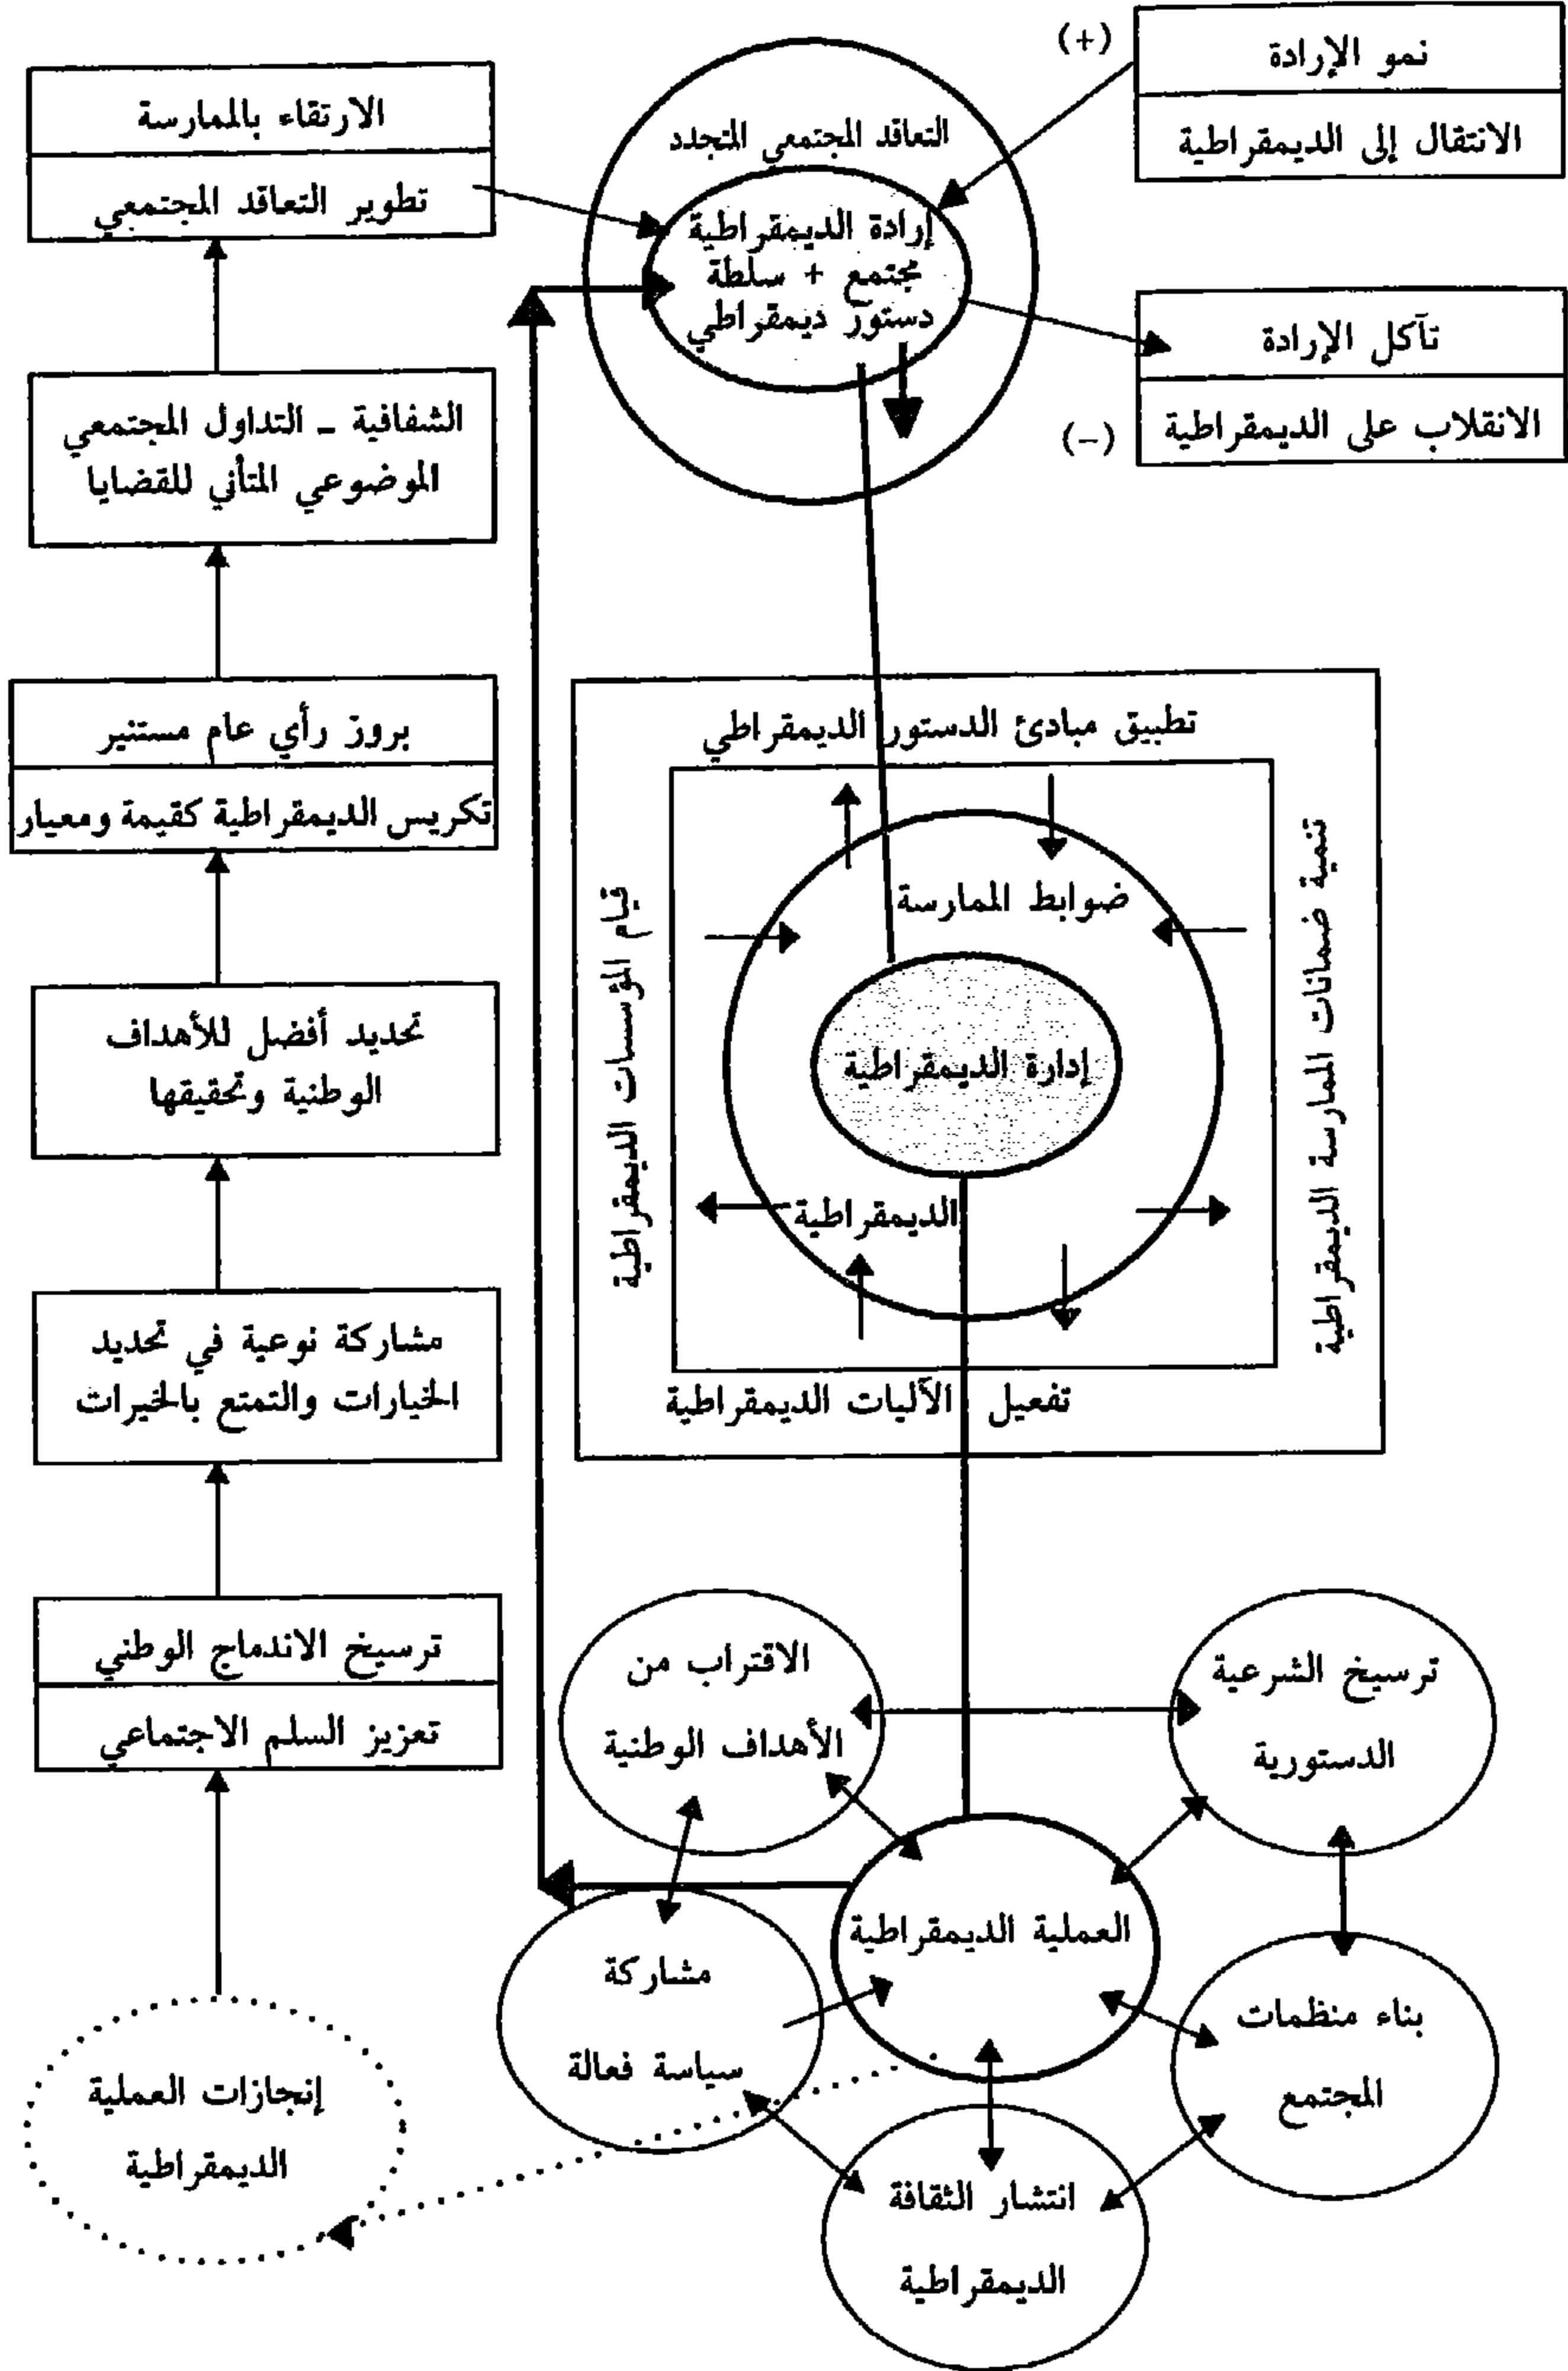 (+)
نمو الإرادة
الانتقال إلى الديمقراطية
تآكل الإرادة
الانقلاب على الديمقراطية
(-)
التعاقد المجتمعي المتجدد
إرادة الديمقراطية
مجتمع + سلطة
دستور ديمقراطي
الارتقاء بالممارسة
تطوير التعاقد المجتمعي
الشفافية ـ التداول المجتمعي
الموضوعي المتأني للقضايا
بروز رأي عام مستنير
تكريس الديمقراطية كقيمة ومعيار
تحديد أفضل للأهداف
الوطنية وتحقيقها
مشاركة نوعية في تحديد
الخيارات والتمتع بالخيرات
ترسيخ الاندماج الوطني
تعزيز السلم الاجتماعي
إنجازات العملية
الديمقراطية
تطبيق مبادئ الدستور الديمقراطي
تنمية ضمانات الممارسة الديمقراطية
قيام المؤسسات الديمقراطية
ضوابط الممارسة
إدارة الديمقراطية
الديمقراطية
تفعيل الآليات الديمقراطية
ترسيخ الشرعية
الدستورية
الاقتراب من
الأهداف الوطنية
العملية الديمقراطية
مشاركة
سياسة فعالة
بناء منظمات
المجتمع
انتشار الثقافة
الديمقراطية